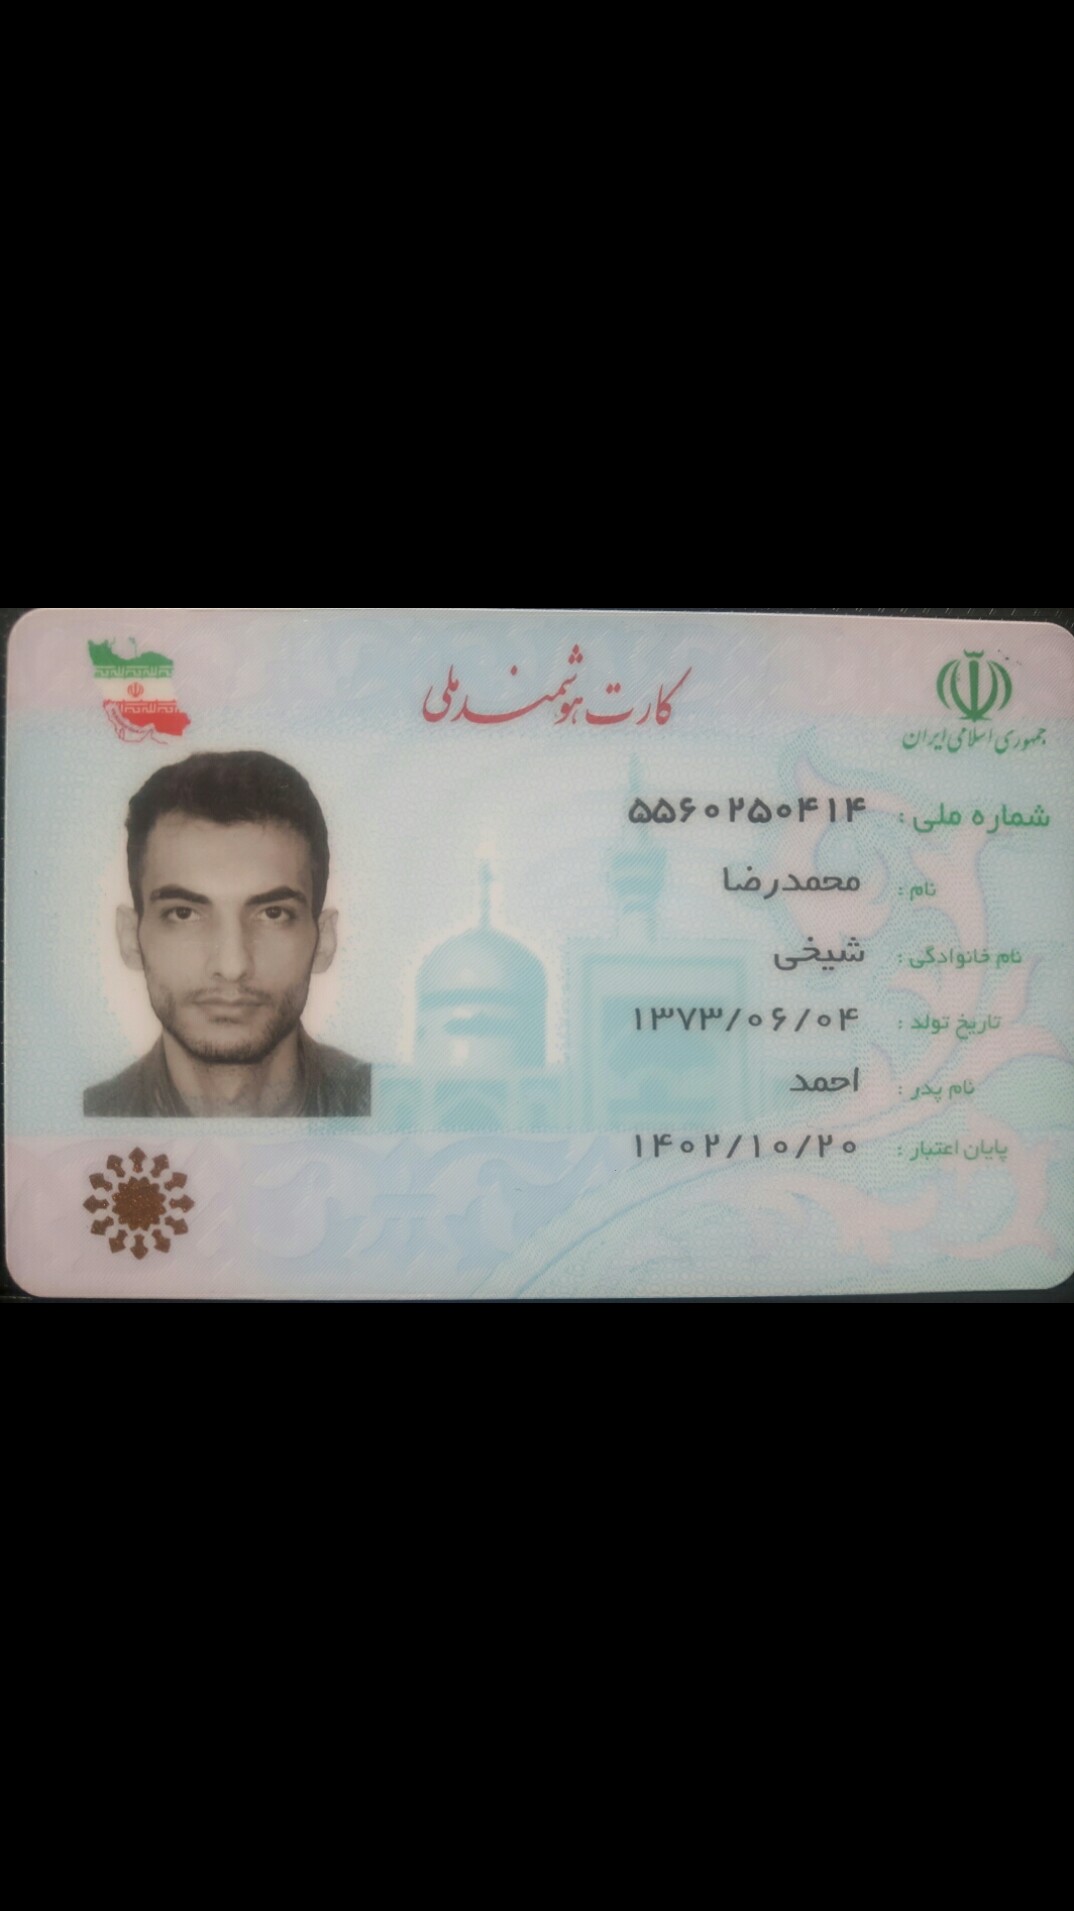 کارت هوشمند ملی
جمهوری اسلامی ایران
شماره ملی : ۵۵۶۰۲۵۰۴۱۴
نام : محمدرضا
نام خانوادگی : شیخی
تاریخ تولد : ۱۳۷۳/۰۶/۰۴
نام پدر : احمد
پایان اعتبار : ۱۴۰۲/۱۰/۲۰